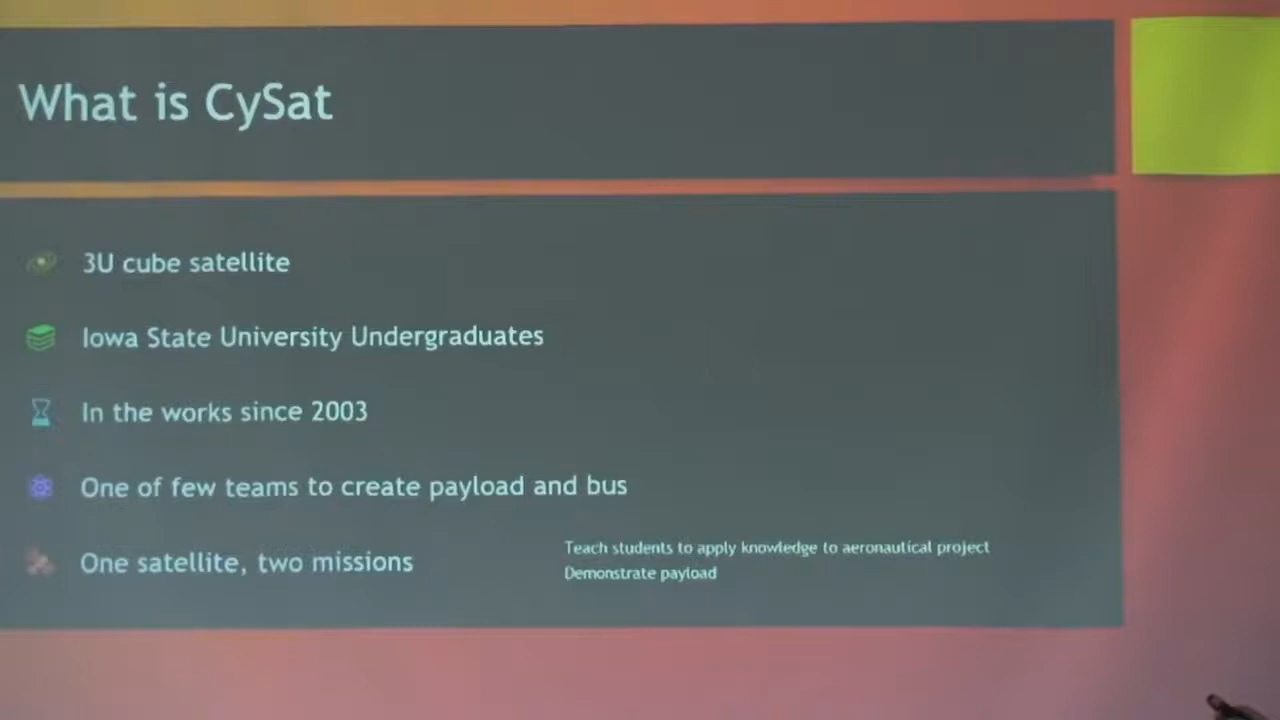 What is CySat
3U cube satellite
Iowa State University Undergraduates
In the works since 2003
One of few teams to create payload and bus
One satellite, two missions
Teach students to apply knowledge to aeronautical project
Demonstrate payload